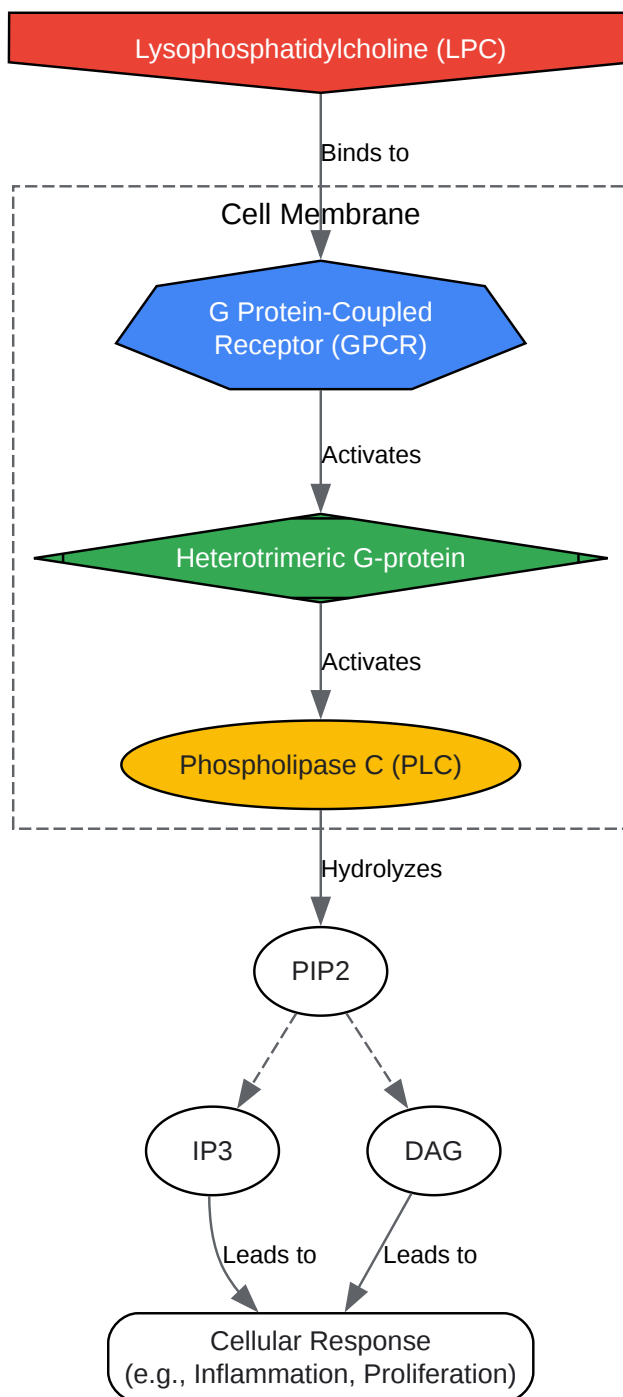 Lysophosphatidylcholine (LPC)
Binds to
Cell Membrane
G Protein-Coupled
Receptor (GPCR)
Activates
Heterotrimeric G-protein
Activates
Phospholipase C (PLC)
Hydrolyzes
PIP2
IP3
DAG
Leads to
Leads to
Cellular Response
(e.g., Inflammation, Proliferation)